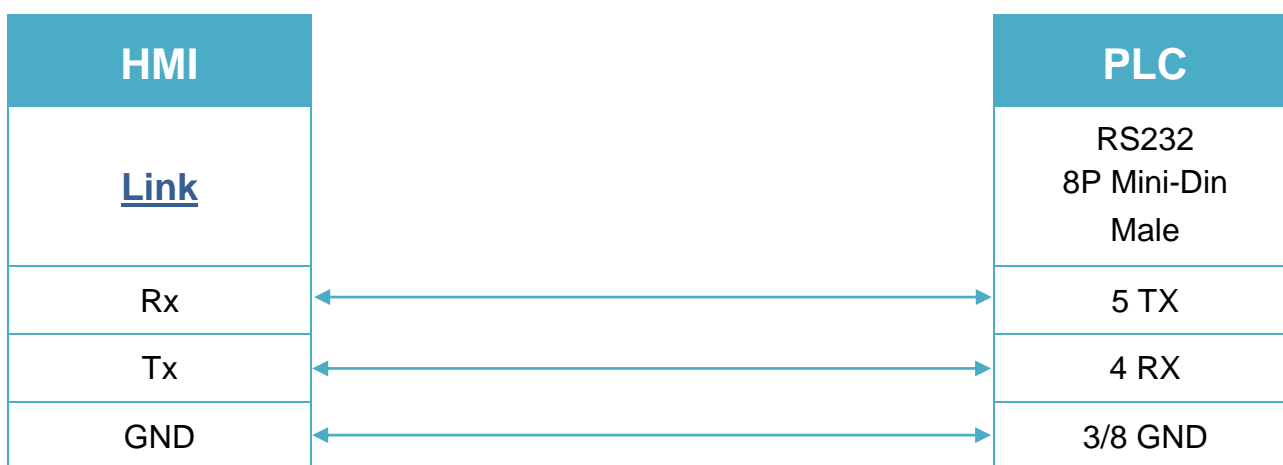 HMI
PLC
Link
RS232
8P Mini-Din
Male
Rx
5 TX
Tx
4 RX
GND
3/8 GND